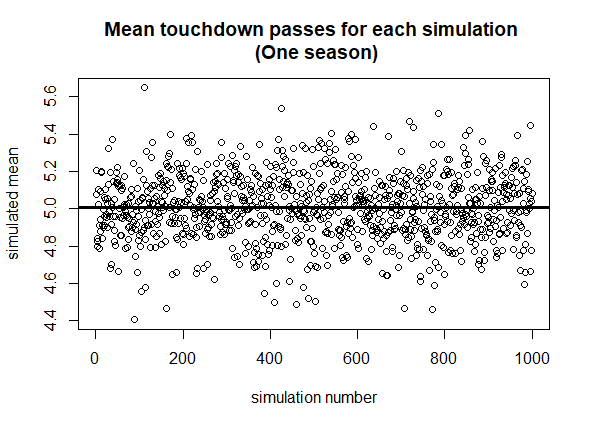 Mean touchdown passes for each simulation
(One season)
simulated mean
5.6
5.4
5.2
5.0
4.8
4.6
4.4
0 200 400 600 800 1000
simulation number